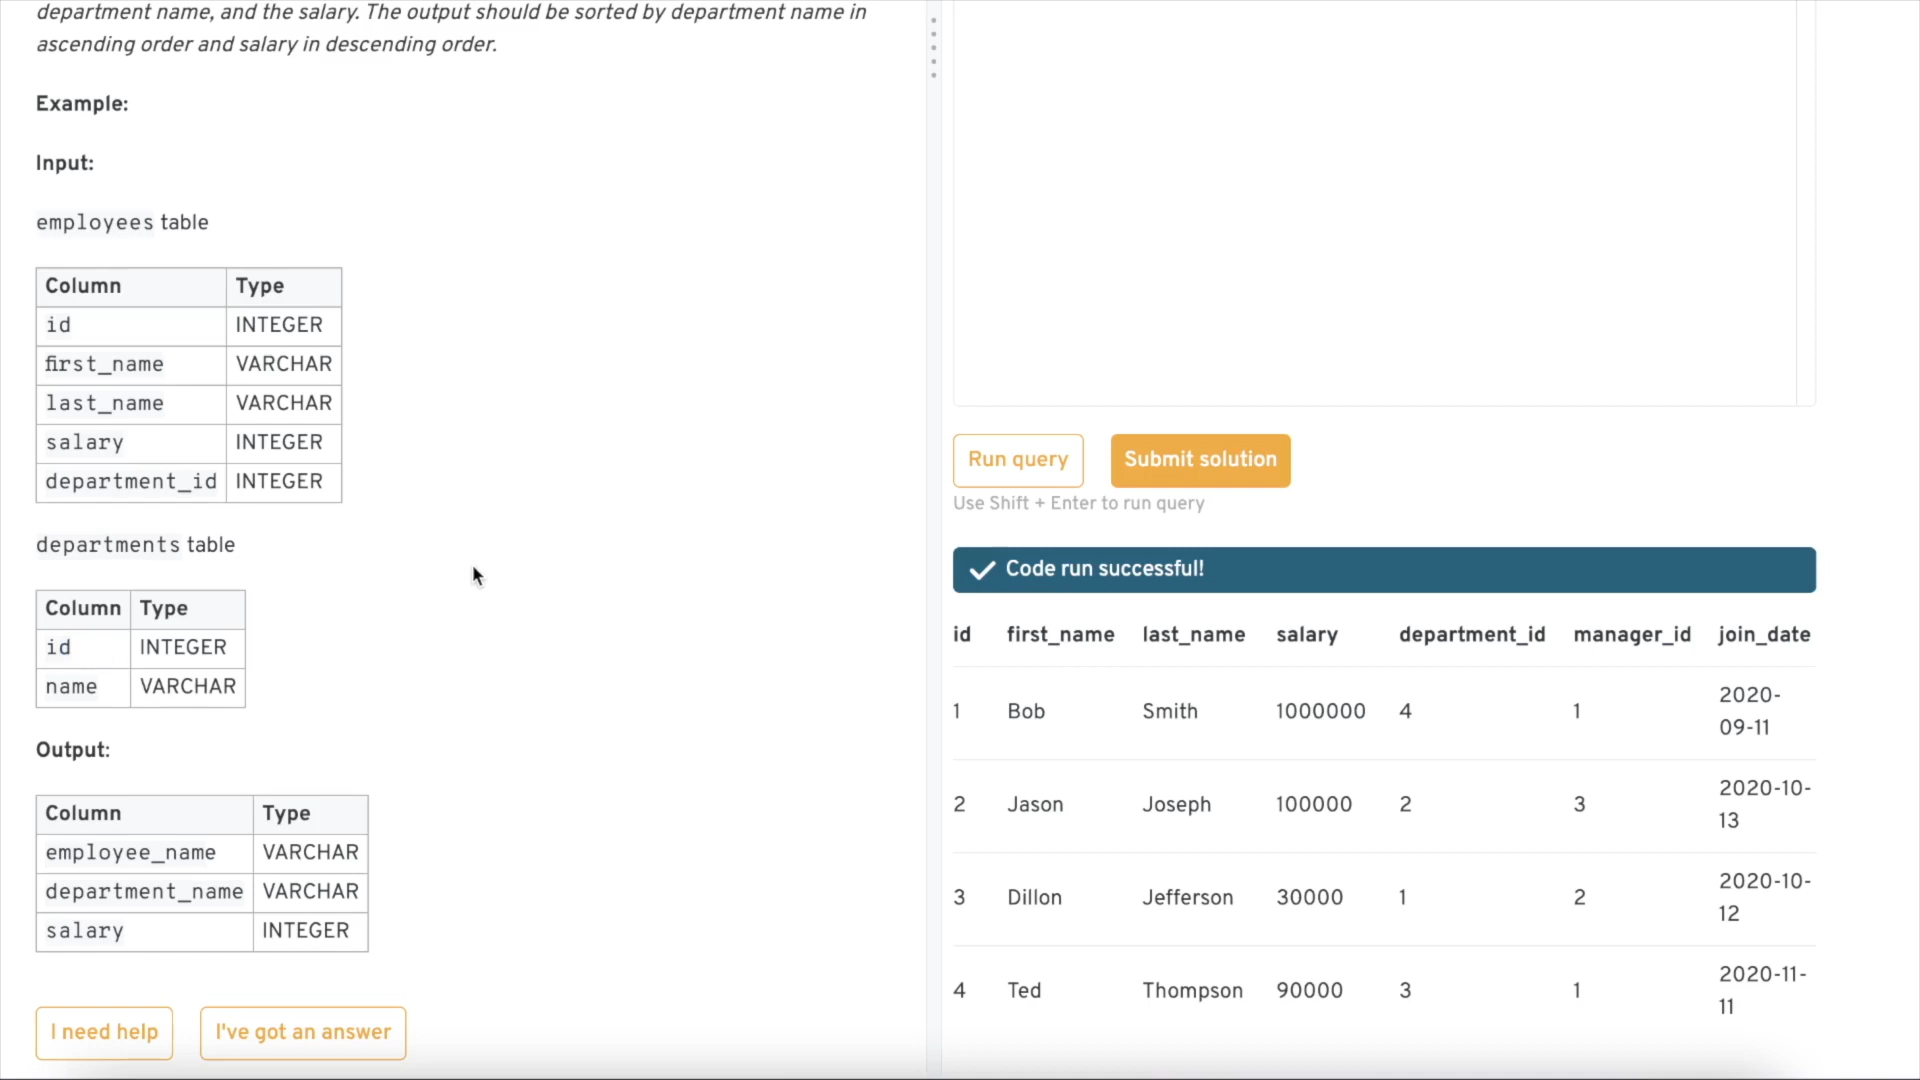 department name, and the salary. The output should be sorted by department name in
ascending order and salary in descending order.
Example:
Input:
employees table
Column Type
id INTEGER
first_name VARCHAR
last_name VARCHAR
salary INTEGER
department_id INTEGER
departments table
Column Type
id INTEGER
name VARCHAR
Output:
Column Type
employee_name VARCHAR
department_name VARCHAR
salary INTEGER
I need help I've got an answer
Run query Submit solution
Use Shift + Enter to run query
Code run successful!
id first_name last_name salary department_id manager_id join_date
1 Bob Smith 1000000 4 1 2020-
09-11
2 Jason Joseph 100000 2 3 2020-10-
13
3 Dillon Jefferson 30000 1 2 2020-10-
12
4 Ted Thompson 90000 3 1 2020-11-
11